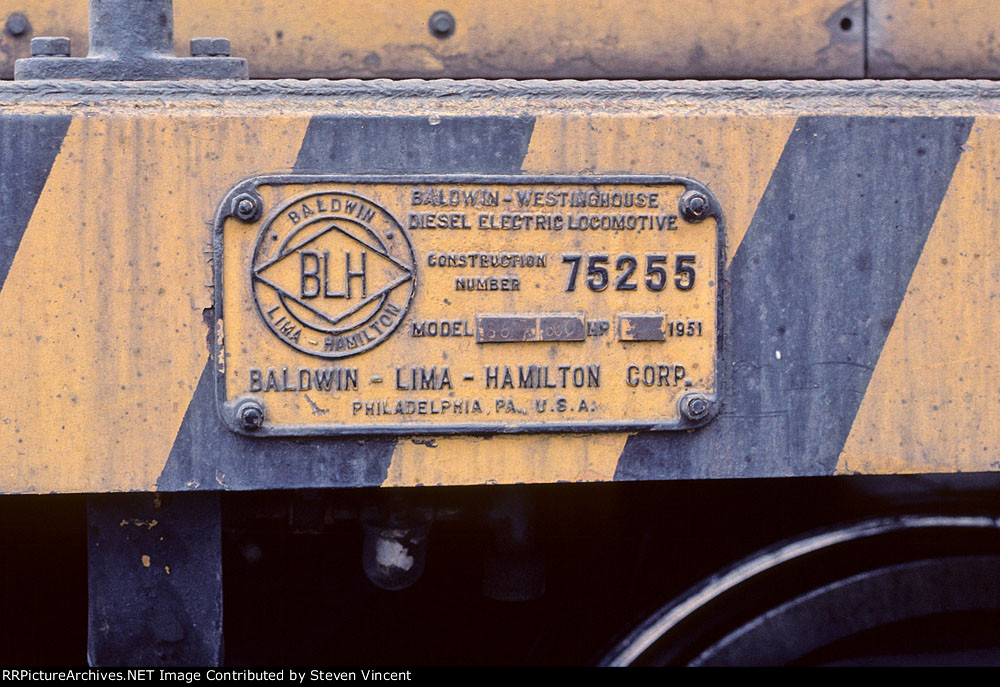 BALDWIN
BLH
LIMA - HAMILTON
BALDWIN - WESTINGHOUSE
DIESEL ELECTRIC LOCOMOTIVE
CONSTRUCTION
NUMBER
75255
MODEL HP 1951
BALDWIN - LIMA - HAMILTON CORP.
PHILADELPHIA, PA., U.S.A.
RRPictureArchives.NET Image Contributed by Steven Vincent